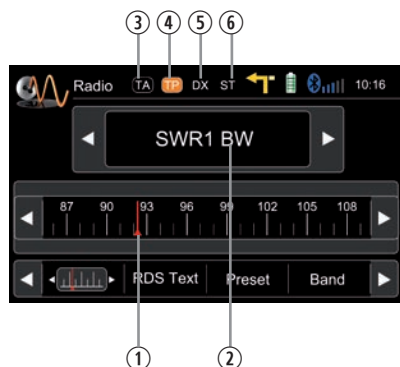 ③ ④ ⑤ ⑥
Radio TA TP DX ST 10:16
SWR1 BW
87 90 93 96 99 102 105 108
RDS Text Preset Band
① ②